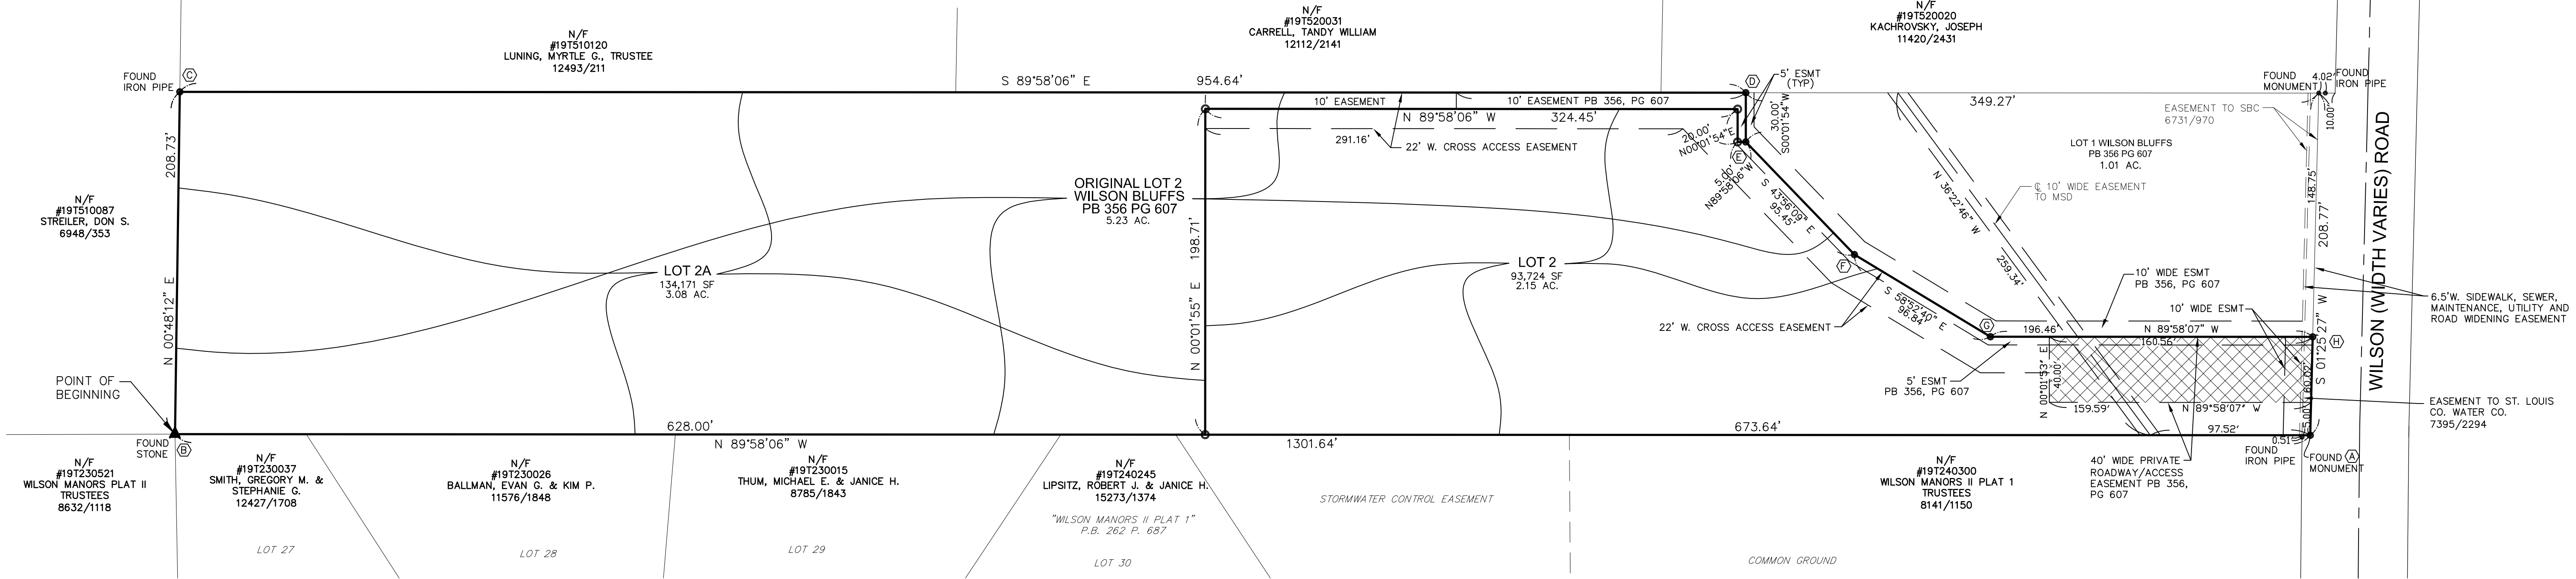 N/F
#19T510120
LUNING, MYRTLE G., TRUSTEE
12493/211
N/F
#19T520031
CARRELL, TANDY WILLIAM
12112/2141
N/F
#19T520020
KACHROVSKY, JOSEPH
11420/2431
FOUND
IRON PIPE
C
S 89°58'06" E 954.64'
D
5' ESMT
(TYP)
FOUND
MONUMENT
4.02'
FOUND
IRON PIPE
349.27'
10.00'
EASEMENT TO SBC
6731/970
10' EASEMENT
10' EASEMENT PB 356, PG 607
N 89°58'06" W 324.45'
30.00'
S00°01'54"W
20.00'
N00°01'54"E
291.16'
22' W. CROSS ACCESS EASEMENT
E
5.00'
N89°58'06"W
LOT 1 WILSON BLUFFS
PB 356 PG 607
1.01 AC.
208.73'
N 00°48'12" E
N/F
#19T510087
STREILER, DON S.
6948/353
ORIGINAL LOT 2
WILSON BLUFFS
PB 356 PG 607
5.23 AC.
S 43°56'09" E
95.45'
N 36°22'46" W
259.34'
℄ 10' WIDE EASEMENT
TO MSD
148.75'
208.77'
S 01°25'27" W
WILSON (WIDTH VARIES) ROAD
198.71'
N 00°01'55" E
LOT 2A
134,171 SF
3.08 AC.
LOT 2
93,724 SF
2.15 AC.
F
S 58°52'40" E
96.84'
10' WIDE ESMT
PB 356, PG 607
10' WIDE ESMT
6.5'W. SIDEWALK, SEWER,
MAINTENANCE, UTILITY AND
ROAD WIDENING EASEMENT
22' W. CROSS ACCESS EASEMENT
G
196.46'
N 89°58'07" W
160.56'
H
POINT OF
BEGINNING
5' ESMT
PB 356, PG 607
N 00°01'53" E
40.00'
159.59'
N 89°58'07" W
60.02'
5.00'
EASEMENT TO ST. LOUIS
CO. WATER CO.
7395/2294
628.00'
N 89°58'06" W
1301.64'
673.64'
97.52'
0.51'
FOUND
STONE
B
FOUND
IRON PIPE
FOUND
MONUMENT
A
40' WIDE PRIVATE
ROADWAY/ACCESS
EASEMENT PB 356,
PG 607
N/F
#19T230521
WILSON MANORS PLAT II
TRUSTEES
8632/1118
N/F
#19T230037
SMITH, GREGORY M. &
STEPHANIE G.
12427/1708
N/F
#19T230026
BALLMAN, EVAN G. & KIM P.
11576/1848
N/F
#19T230015
THUM, MICHAEL E. & JANICE H.
8785/1843
N/F
#19T240245
LIPSITZ, ROBERT J. & JANICE H.
15273/1374
STORMWATER CONTROL EASEMENT
N/F
#19T240300
WILSON MANORS II PLAT 1
TRUSTEES
8141/1150
"WILSON MANORS II PLAT 1"
P.B. 262 P. 687
LOT 27
LOT 28
LOT 29
LOT 30
COMMON GROUND